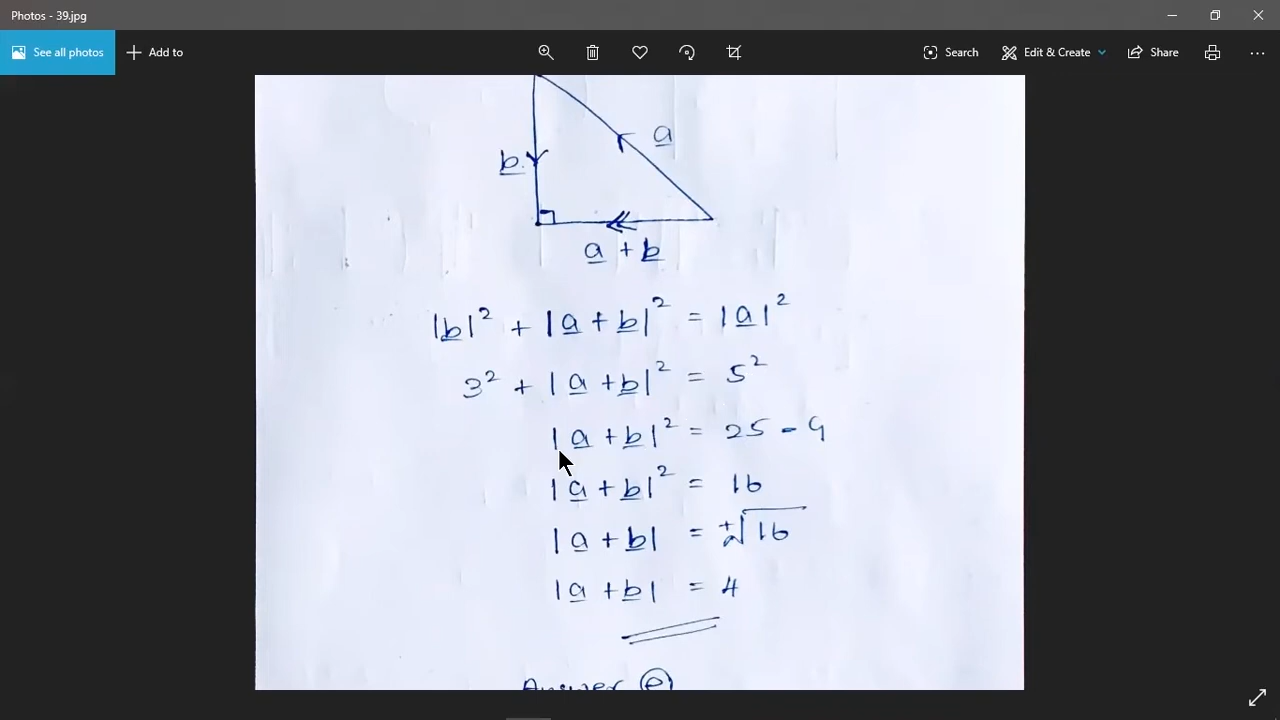 Photos - 39.jpg
See all photos
Add to
Search
Edit & Create
Share
a
b
a + b
|b|² + |a + b|² = |a|²
3² + |a + b|² = 5²
|a + b|² = 25 - 9
|a + b|² = 16
|a + b| = +√16
|a + b| = 4
Answer